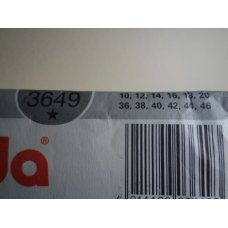 3649
10, 12, 14, 16, 18, 20
36, 38, 40, 42, 44, 46
da®